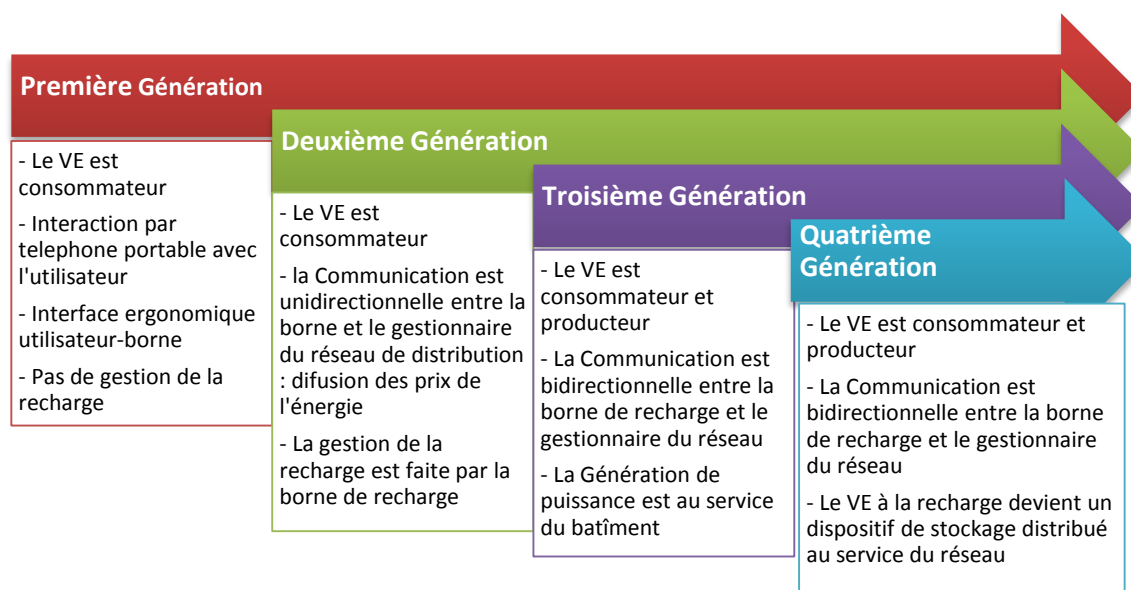 Première Génération
- Le VE est
consommateur
- Interaction par
telephone portable avec
l'utilisateur
- Interface ergonomique
utilisateur-borne
- Pas de gestion de la
recharge
Deuxième Génération
- Le VE est
consommateur
- la Communication est
unidirectionnelle entre la
borne et le gestionnaire
du réseau de distribution
: difusion des prix de
l'énergie
- La gestion de la
recharge est faite par la
borne de recharge
Troisième Génération
- Le VE est
consommateur et
producteur
- La Communication est
bidirectionnelle entre la
borne de recharge et le
gestionnaire du réseau
- La Génération de
puissance est au service
du batîment
Quatrième
Génération
- Le VE est consommateur et
producteur
- La Communication est
bidirectionnelle entre la borne
de recharge et le gestionnaire
du réseau
- Le VE à la recharge devient un
dispositif de stockage distribué
au service du réseau